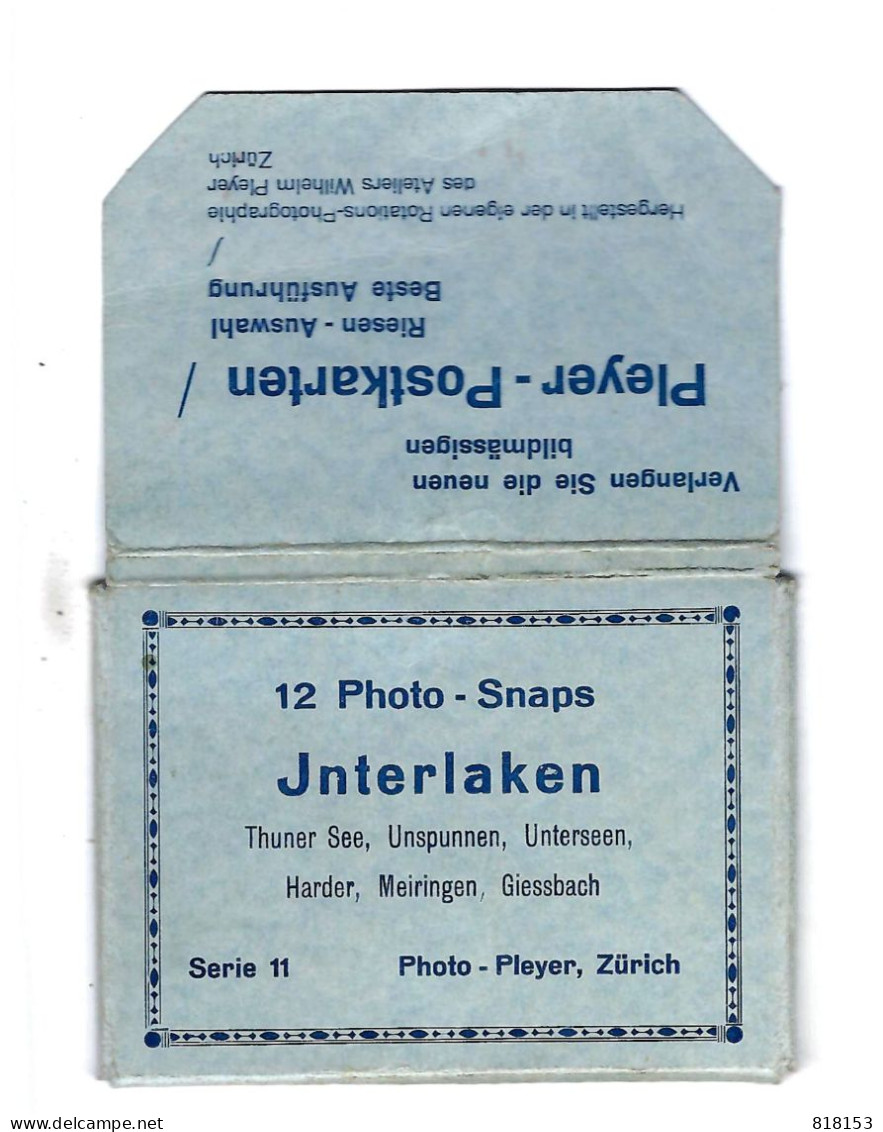 Verlangen Sie die neuen
bildmässigen
Pleyer - Postkarten /
Riesen - Auswahl
Beste Ausführung
/
Hergestellt in der eigenen Rotations-Photographie
des Ateliers Wilhelm Pleyer
Zürich
12 Photo - Snaps
Jnterlaken
Thuner See, Unspunnen, Unterseen,
Harder, Meiringen, Giessbach
Serie 11 Photo - Pleyer, Zürich
delcampe.net
818153